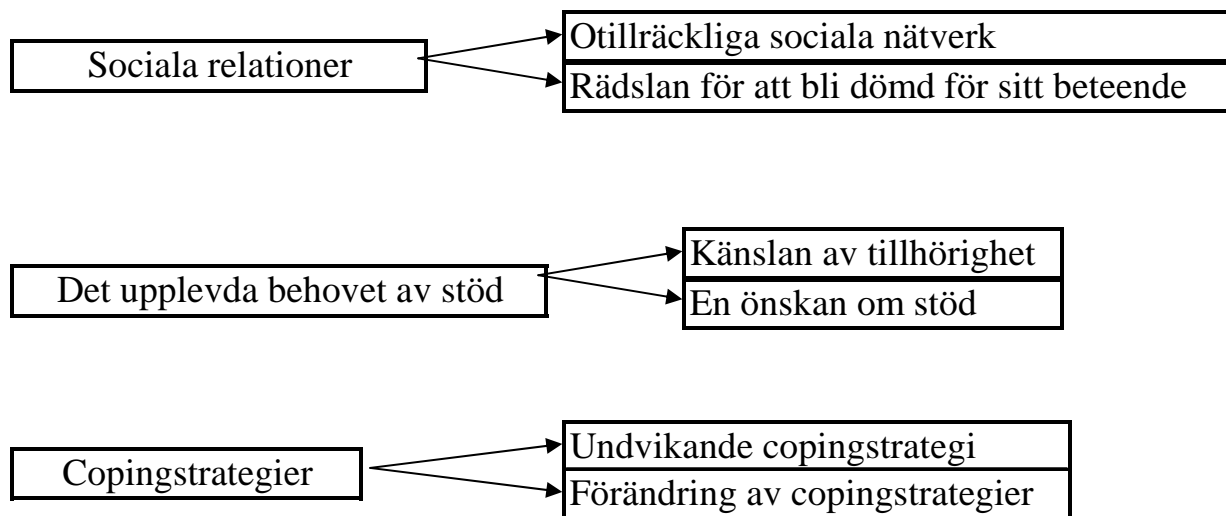 Sociala relationer
Otillräckliga sociala nätverk
Rädslan för att bli dömd för sitt beteende
Det upplevda behovet av stöd
Känslan av tillhörighet
En önskan om stöd
Copingstrategier
Undvikande copingstrategi
Förändring av copingstrategier